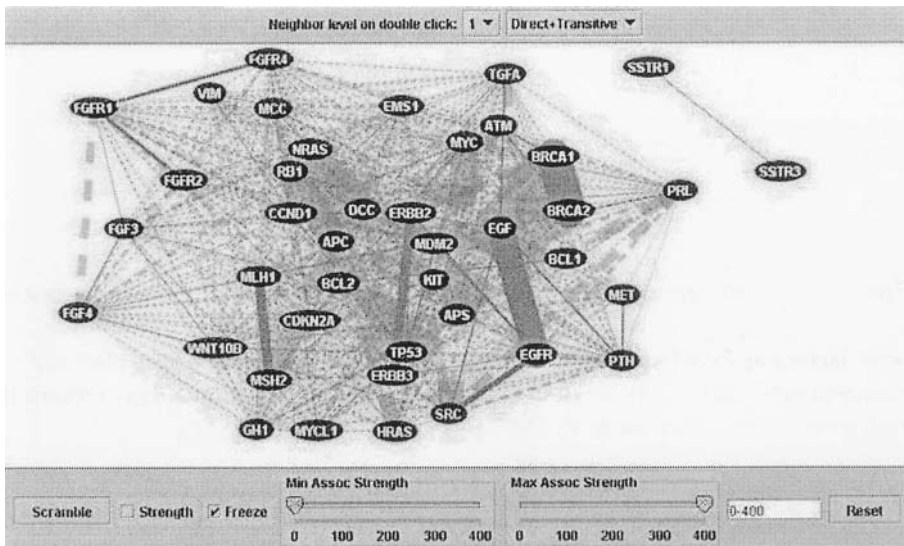 Neighbor level on double click: 1 Direct+Transitive
FGFR4
TGFA
SSTR1
VIM
FGFR1
MCC
EMS1
ATM
MYC
NRAS
BRCA1
RB1
SSTR3
FGFR2
PRL
CCND1
DCC
ERBB2
BRCA2
FGF3
EGF
APC
MDM2
BCL1
MLH1
BCL2
KIT
MET
FGF4
CDKN2A
APS
WNT10B
TP53
EGFR
PTH
MSH2
ERBB3
SRC
GH1
MYCL1
HRAS
Min Assoc Strength
Max Assoc Strength
Scramble
Strength
Freeze
0-400
Reset
0 100 200 300 400
0 100 200 300 400